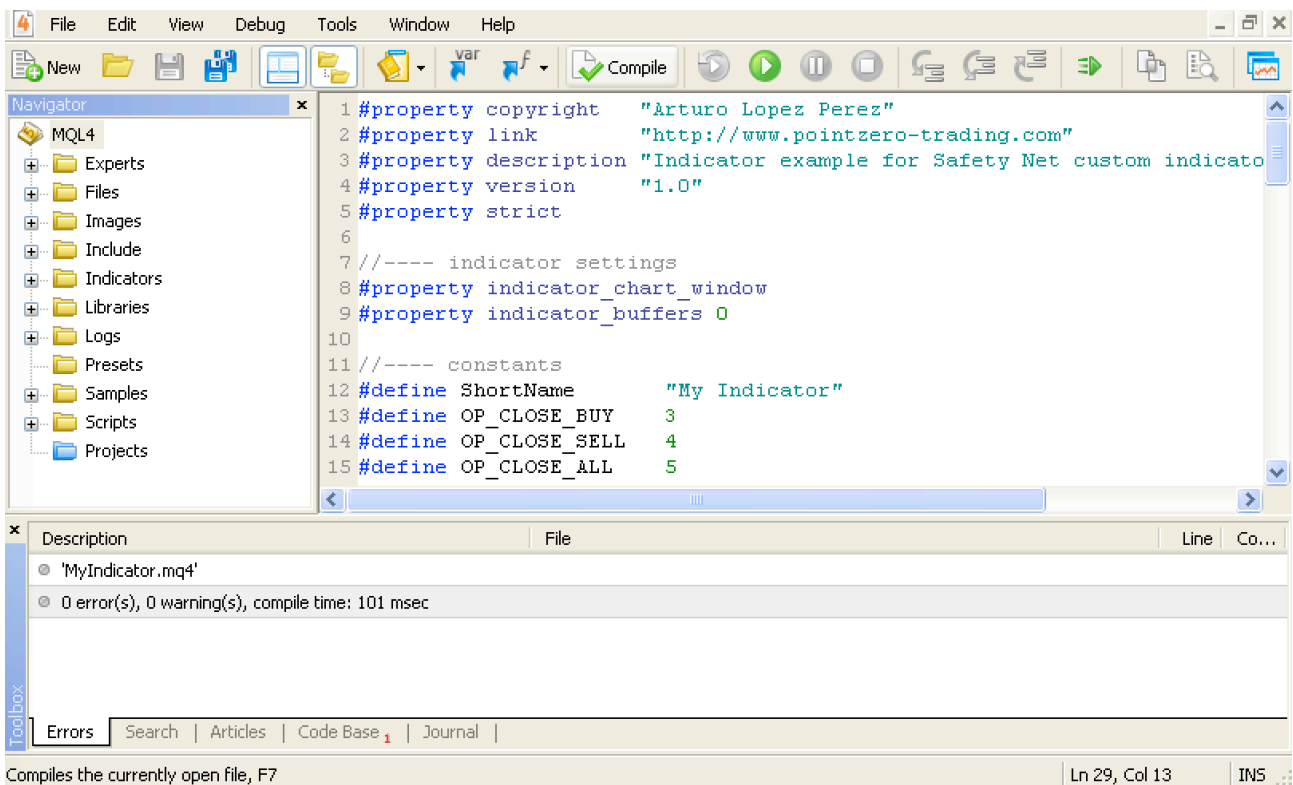 4 File Edit View Debug Tools Window Help
New var f Compile
Navigator
MQL4
Experts
Files
Images
Include
Indicators
Libraries
Logs
Presets
Samples
Scripts
Projects
1 #property copyright "Arturo Lopez Perez"
2 #property link "http://www.pointzero-trading.com"
3 #property description "Indicator example for Safety Net custom indicato
4 #property version "1.0"
5 #property strict
6
7 //---- indicator settings
8 #property indicator_chart_window
9 #property indicator_buffers 0
10
11 //---- constants
12 #define ShortName "My Indicator"
13 #define OP_CLOSE_BUY 3
14 #define OP_CLOSE_SELL 4
15 #define OP_CLOSE_ALL 5
Description File Line Co...
'MyIndicator.mq4'
0 error(s), 0 warning(s), compile time: 101 msec
Toolbox
Errors Search | Articles | Code Base 1 | Journal |
Compiles the currently open file, F7 Ln 29, Col 13 INS